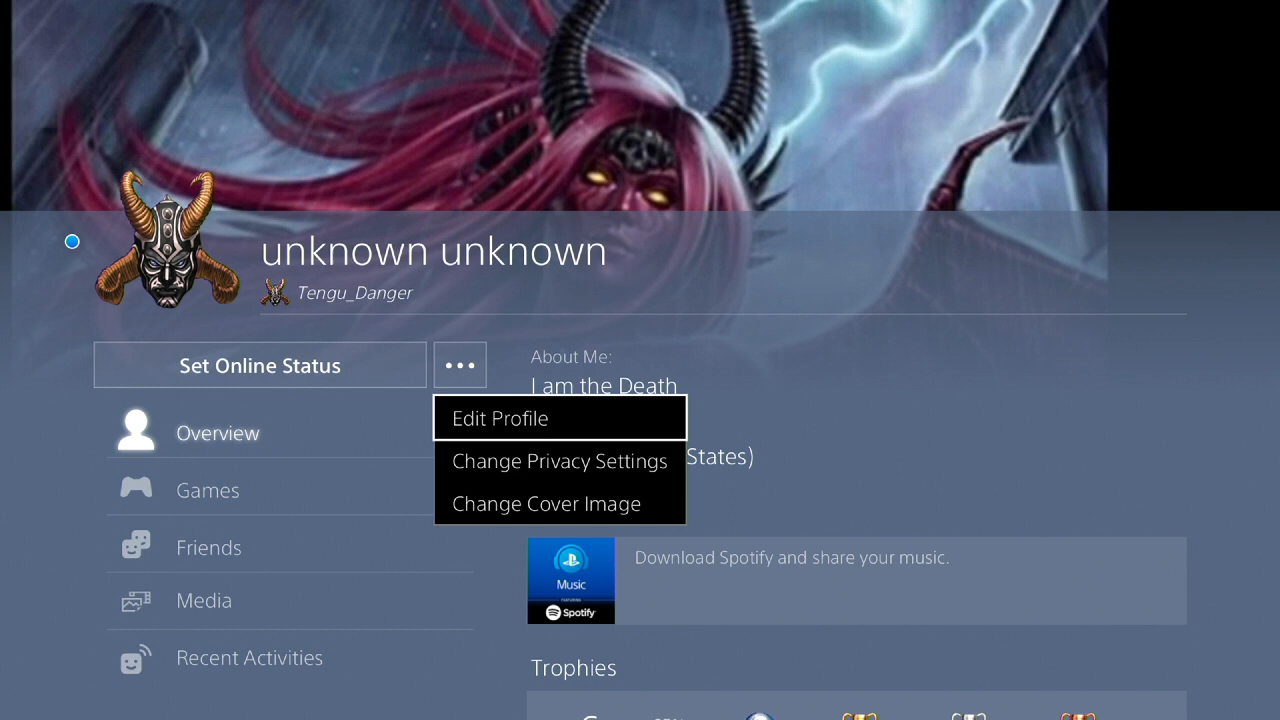 unknown unknown
Tengu_Danger
Set Online Status
About Me:
I am the Death
Edit Profile
Overview
Change Privacy Settings
States)
Games
Change Cover Image
Friends
Download Spotify and share your music.
Music
FEATURING
Spotify
Media
Recent Activities
Trophies